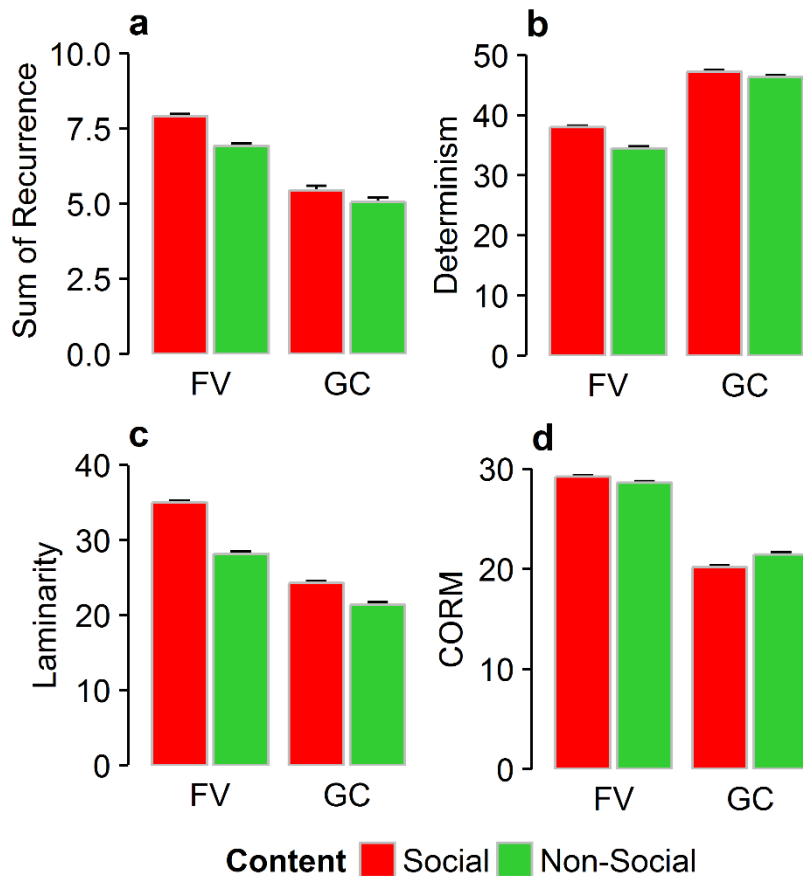 a
Sum of Recurrence
10.0
7.5
5.0
2.5
0.0
FV GC
b
Determinism
50
40
30
20
10
0
FV GC
c
Laminarity
40
30
20
10
0
FV GC
d
CORM
30
20
10
0
FV GC
Content Social Non-Social